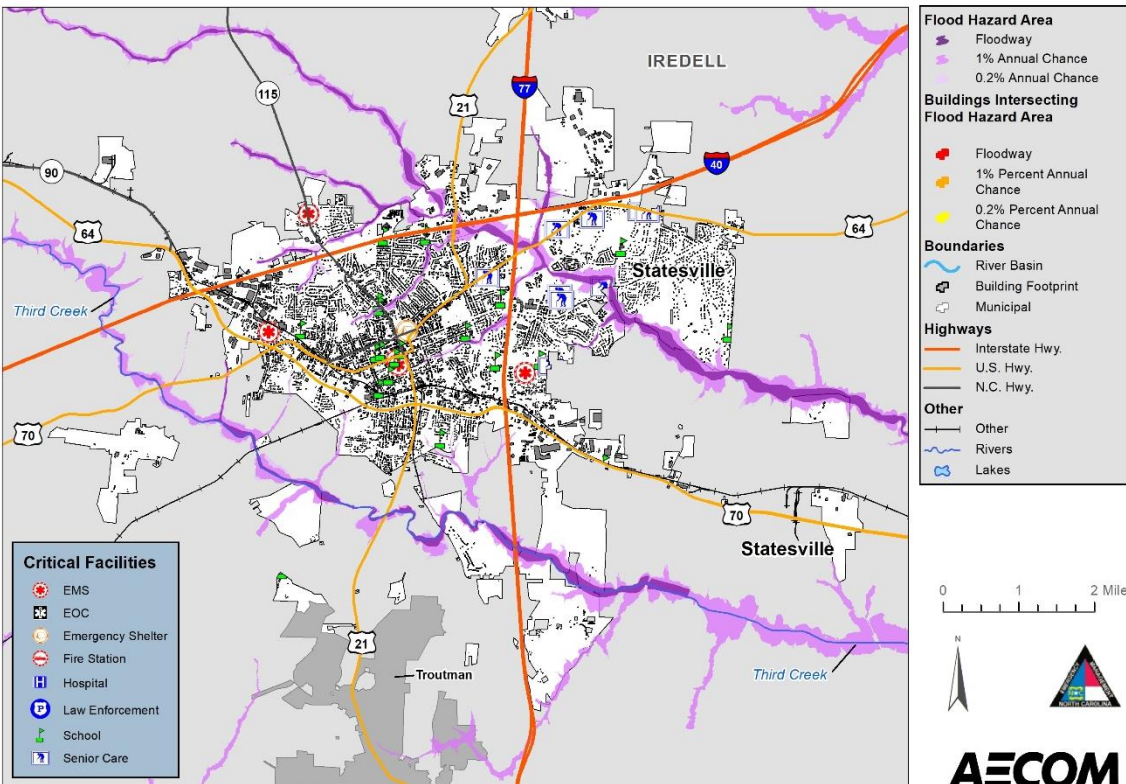 IREDELL
115
21
77
40
90
64
64
Statesville
Third Creek
70
70
Statesville
21
Troutman
Third Creek
Critical Facilities
EMS
EOC
Emergency Shelter
Fire Station
Hospital
Law Enforcement
School
Senior Care
Flood Hazard Area
Floodway
1% Annual Chance
0.2% Annual Chance
Buildings Intersecting
Flood Hazard Area
Floodway
1% Percent Annual
Chance
0.2% Percent Annual
Chance
Boundaries
River Basin
Building Footprint
Municipal
Highways
Interstate Hwy.
U.S. Hwy.
N.C. Hwy.
Other
Other
Rivers
Lakes
0 1 2 Mile
N
EMERGENCY
MANAGEMENT
NORTH CAROLINA
AECOM